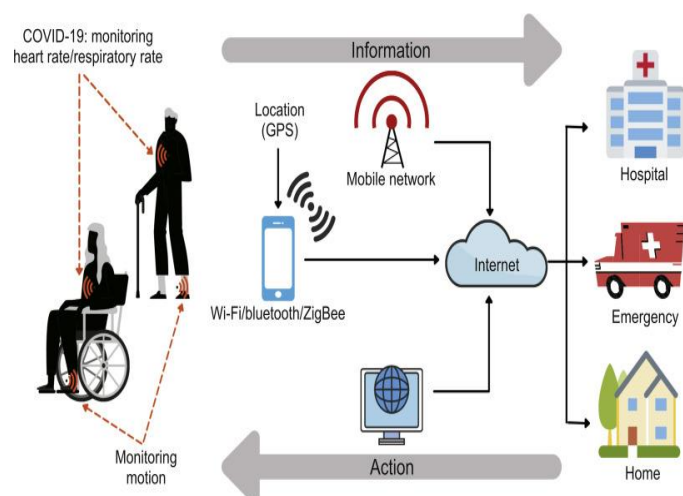 COVID-19: monitoring
heart rate/respiratory rate
Information
Location
(GPS)
Mobile network
Hospital
Internet
Wi-Fi/bluetooth/ZigBee
Emergency
Monitoring
motion
Action
Home